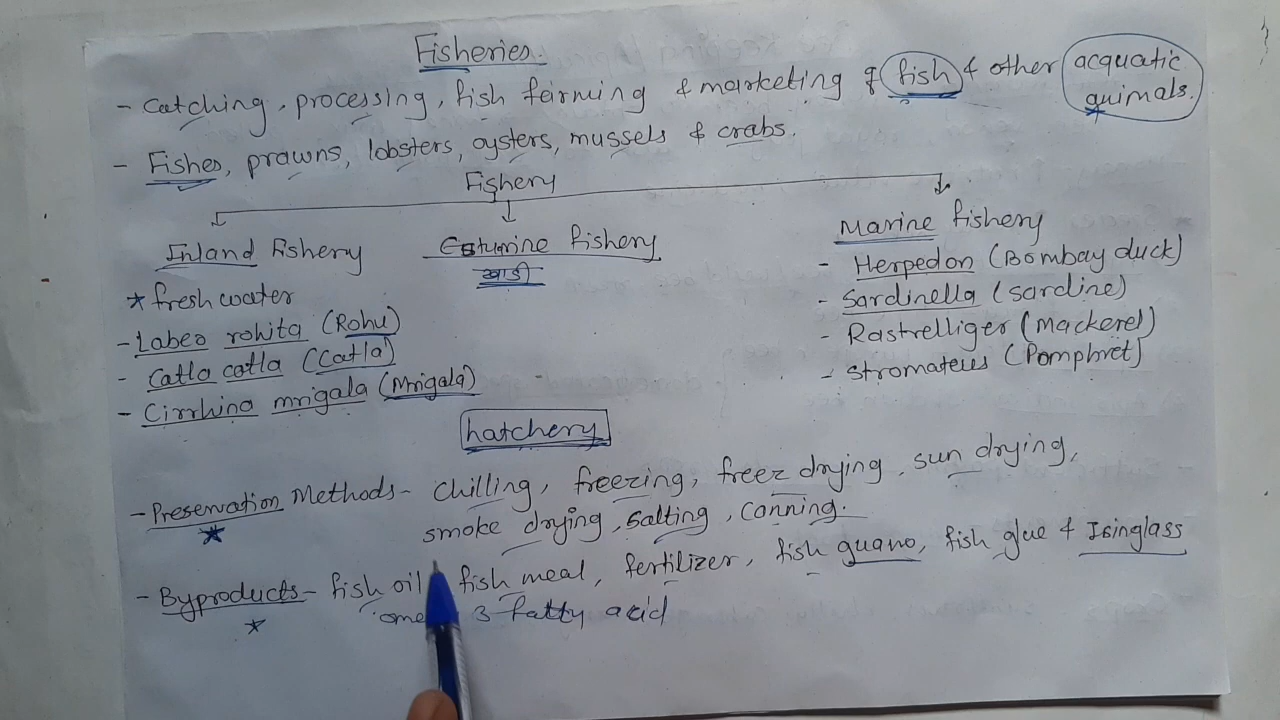 Fisheries.
- Catching, processing, fish fairming & marketing of fish & other acquatic animals.
- Fishes, prawns, lobsters, oysters, mussels & crabs.
Fishery
Inland Fishery
* fresh water
- Labeo rohita (Rohu)
- Catla catla (Catla)
- Cirrhina mrigala (Mrigala)
Esturine fishery
खाडी
Marine fishery
- Herpedon (Bombay duck)
- Sardinella (sardine)
- Rastrelliger (Mackerel)
- Stromateus (Pomphret)
hatchery
- Preservation Methods - chilling, freezing, freez drying, sun drying,
smoke drying, salting, canning.
- Byproducts - fish oil fish meal, fertilizer, fish guano, fish glue & Isinglass
3 fatty acid